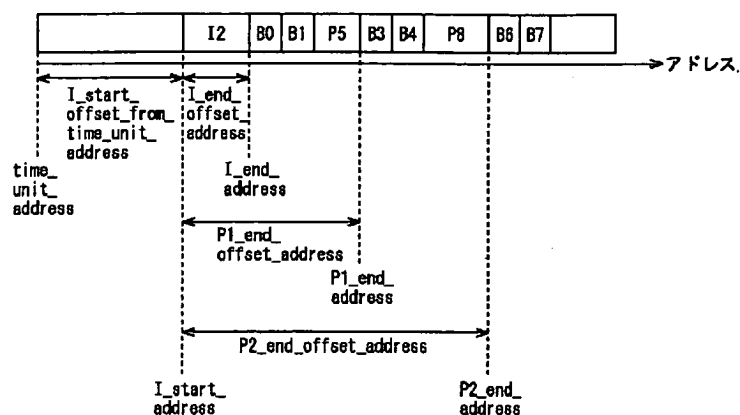 I2 B0 B1 P5 B3 B4 P8 B6 B7
アドレス
I_start_
offset_from_
time_unit_
address
I_end_
offset_
address
time_
unit_
address
I_end_
address
P1_end_
offset_address
P1_end_
address
P2_end_offset_address
I_start_
address
P2_end_
address